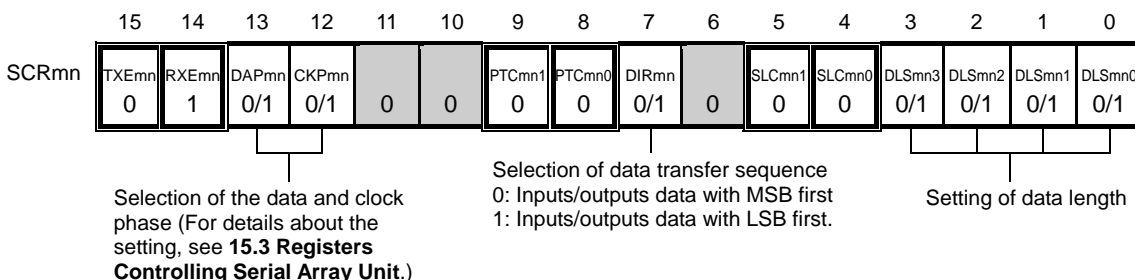 15 14 13 12 11 10 9 8 7 6 5 4 3 2 1 0
SCRmn TXEmn RXEmn DAPmn CKPmn PTCmn1 PTCmn0 DIRmn SLCmn1 SLCmn0 DLSmn3 DLSmn2 DLSmn1 DLSmn0
0 1 0/1 0/1 0 0 0 0 0/1 0 0 0 0/1 0/1 0/1 0/1
Selection of the data and clock
phase (For details about the
setting, see 15.3 Registers
Controlling Serial Array Unit.)
Selection of data transfer sequence
0: Inputs/outputs data with MSB first
1: Inputs/outputs data with LSB first.
Setting of data length